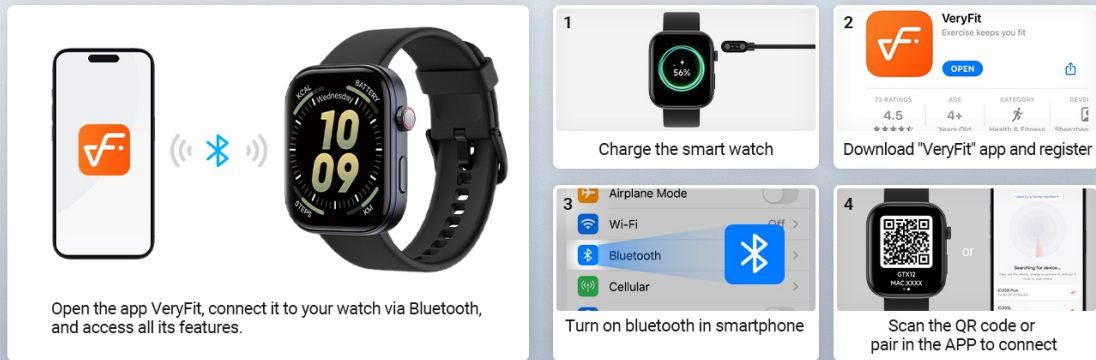 KCAL
BATTERY
Wednesday
10
09
STEPS
KM
Open the app VeryFit, connect it to your watch via Bluetooth,
and access all its features.
1
56%
Charge the smart watch
2
VeryFit
Exercise keeps you fit
OPEN
73 RATINGS
AGE
CATEGORY
4.5
4+
Years Old
Health & Fitness
Download "VeryFit" app and register
3
Airplane Mode
Wi-Fi
Off
Bluetooth
Cellular
Turn on bluetooth in smartphone
4
GTX12
MAC:XXXX
or
Searching for device...
Scan the QR code or
pair in the APP to connect